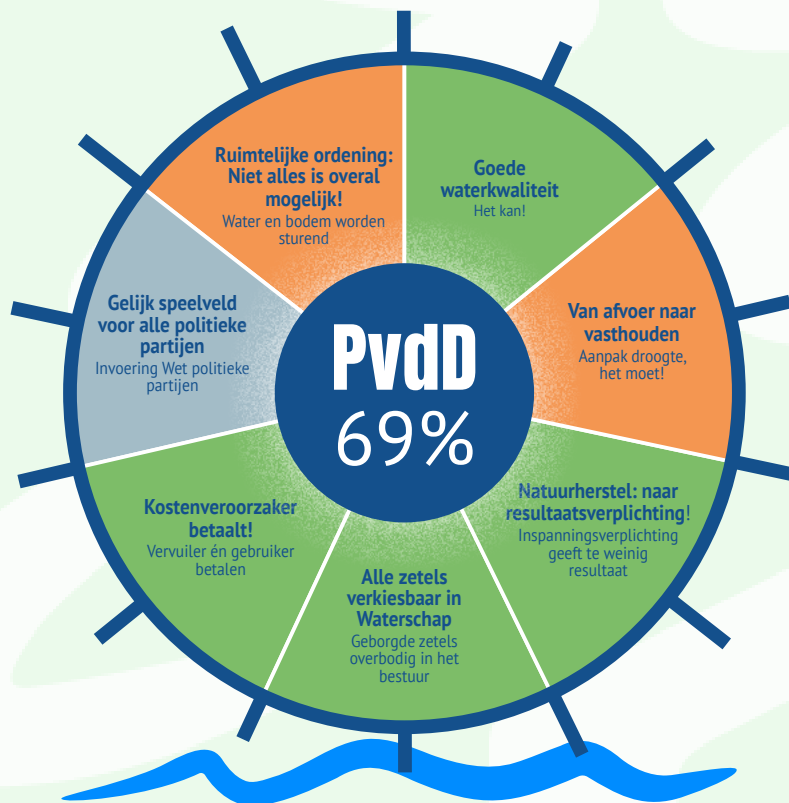 Ruimtelijke ordening:
Niet alles is overal
mogelijk!
Water en bodem worden
sturend
Goede
waterkwaliteit
Het kan!
Van afvoer naar
vasthouden
Aanpak droogte,
het moet!
Natuurherstel: naar
resultaatsverplichting!
Inspanningsverplichting
geeft te weinig
resultaat
Alle zetels
verkiesbaar in
Waterschap
Geborgde zetels
overbodig in het
bestuur
Kostenveroorzaker
betaalt!
Vervuiler én gebruiker
betalen
Gelijk speelveld
voor alle politieke
partijen
Invoering Wet politieke
partijen
PvdD
69%